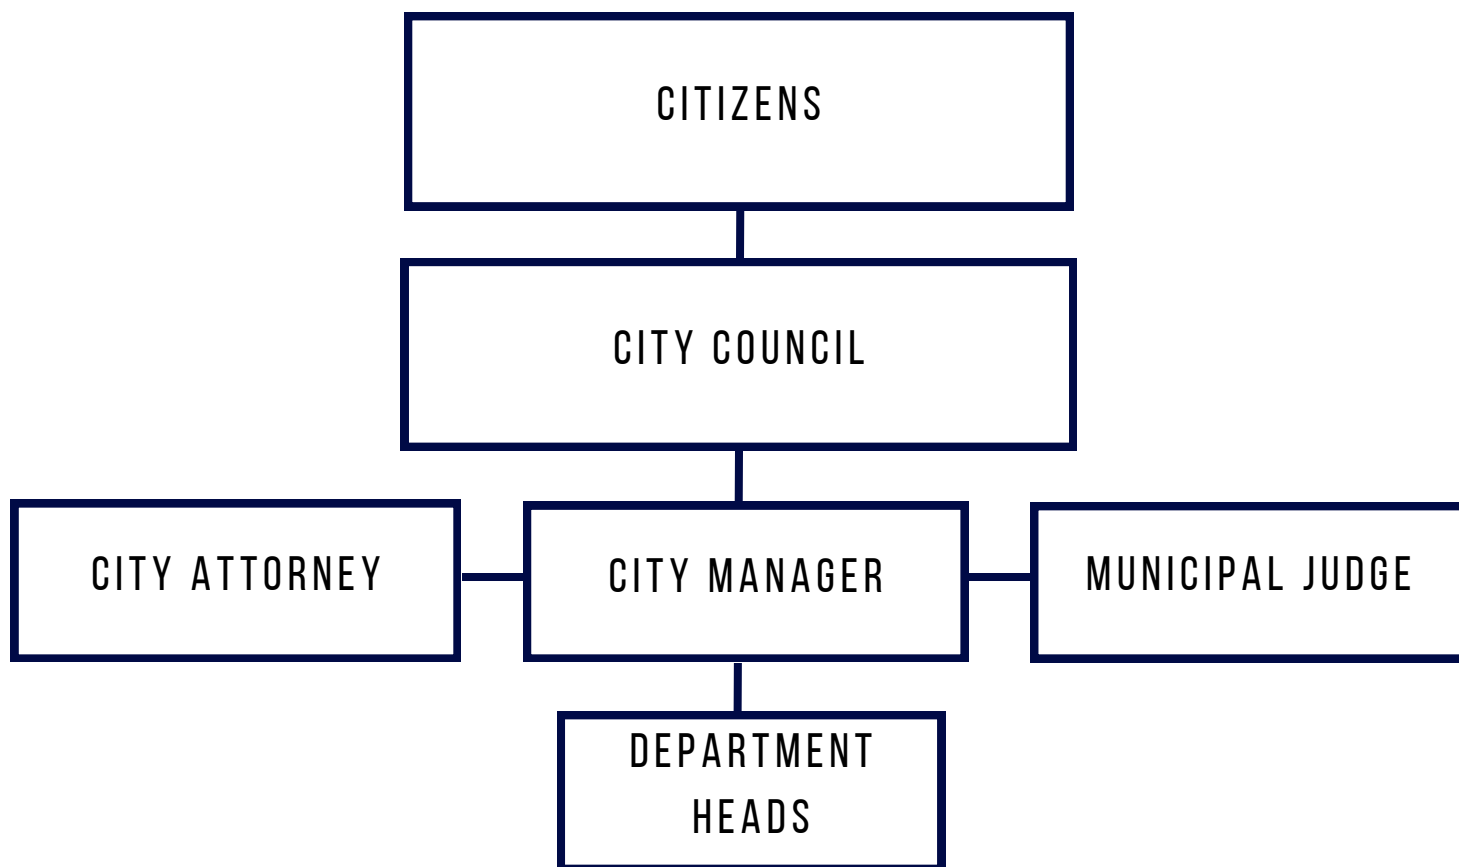 CITIZENS
CITY COUNCIL
CITY ATTORNEY
CITY MANAGER
MUNICIPAL JUDGE
DEPARTMENT
HEADS